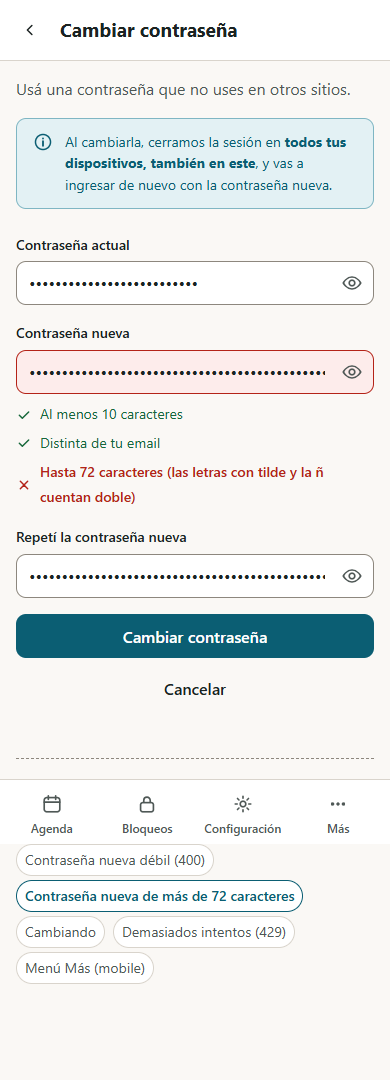 Cambiar contraseña
Usá una contraseña que no uses en otros sitios.
Al cambiarla, cerramos la sesión en todos tus
dispositivos, también en este, y vas a
ingresar de nuevo con la contraseña nueva.
Contraseña actual
Contraseña nueva
Al menos 10 caracteres
Distinta de tu email
Hasta 72 caracteres (las letras con tilde y la ñ
cuentan doble)
Repetí la contraseña nueva
Cambiar contraseña
Cancelar
Agenda
Bloqueos
Configuración
Más
Contraseña nueva débil (400)
Contraseña nueva de más de 72 caracteres
Cambiando
Demasiados intentos (429)
Menú Más (mobile)